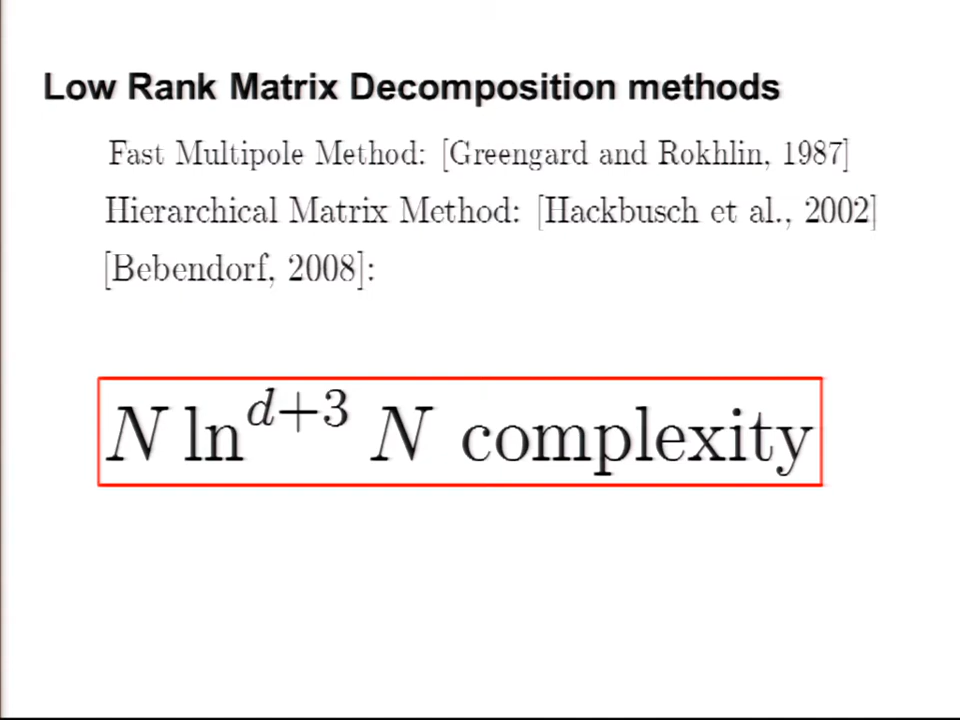 Low Rank Matrix Decomposition methods
Fast Multipole Method: [Greengard and Rokhlin, 1987]
Hierarchical Matrix Method: [Hackbusch et al., 2002]
[Bebendorf, 2008]:
N ln^{d+3} N complexity